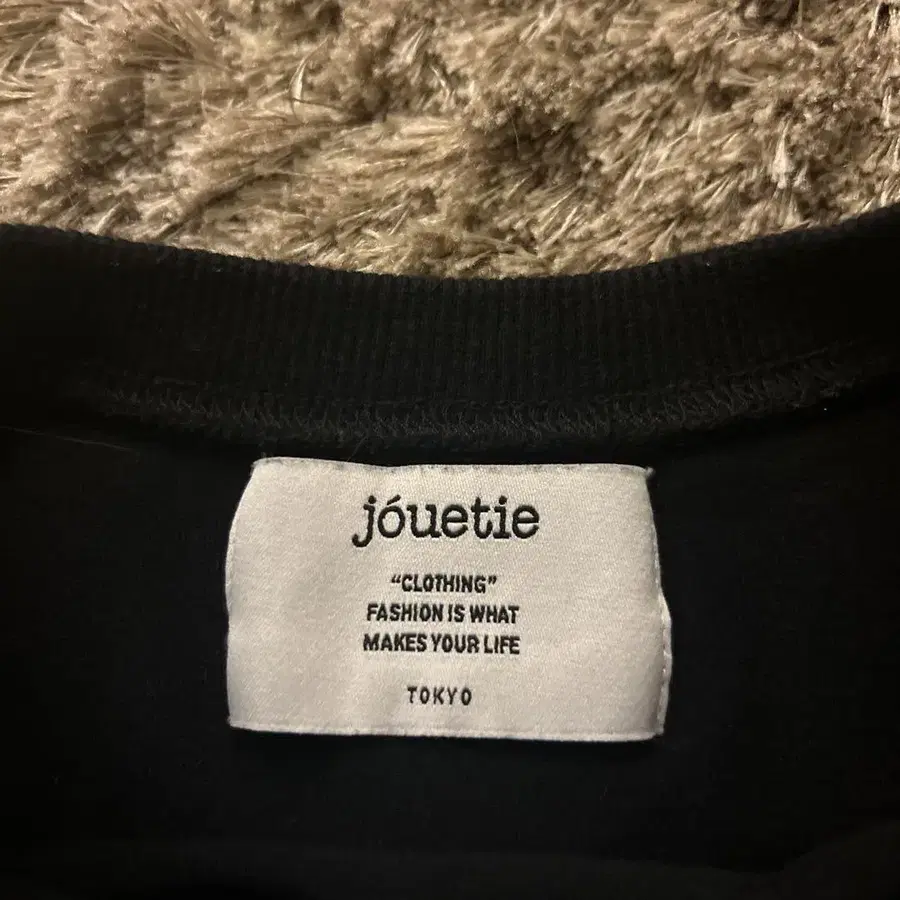 jóuetie
“CLOTHING”
FASHION IS WHAT
MAKES YOUR LIFE
TOKYO